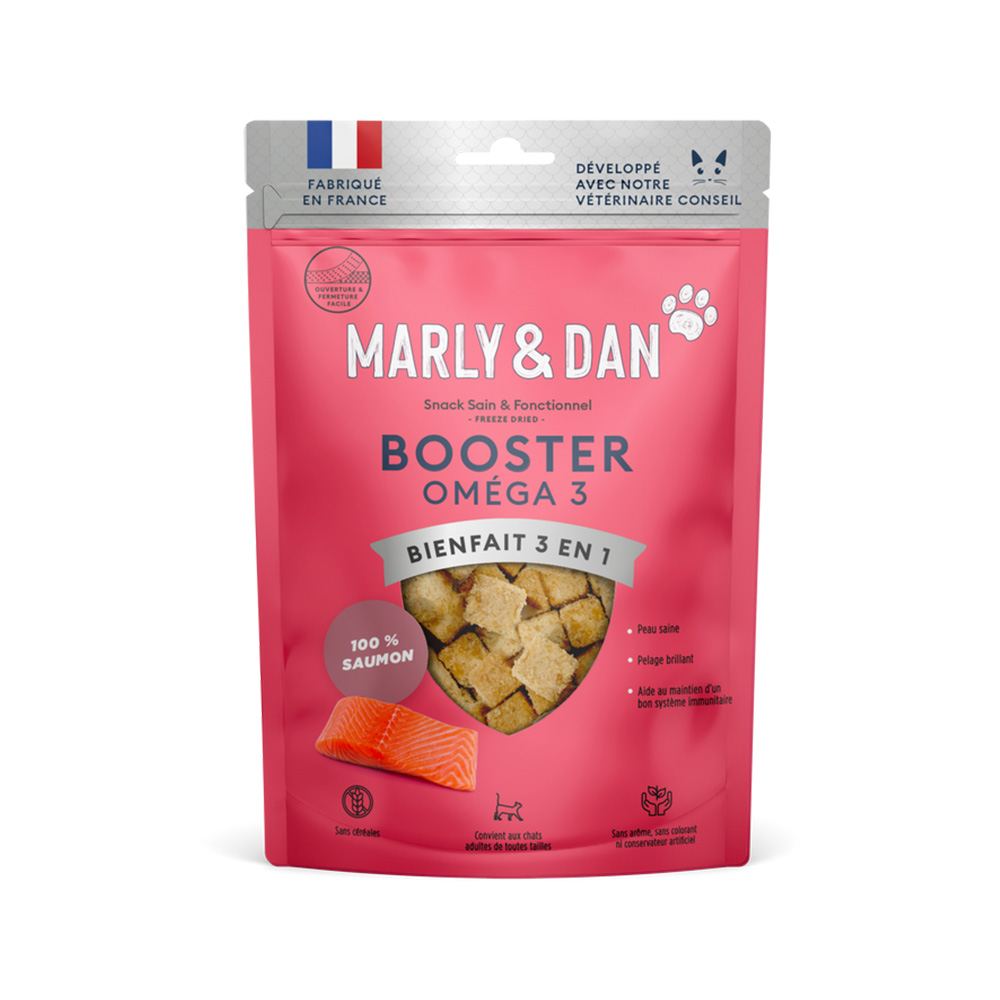 FABRIQUÉ
EN FRANCE
DÉVELOPPÉ
AVEC NOTRE
VÉTÉRINAIRE CONSEIL
OUVERTURE &
FERMETURE
FACILE
MARLY & DAN
Snack Sain & Fonctionnel
- FREEZE DRIED -
BOOSTER
OMÉGA 3
BIENFAIT 3 EN 1
100 %
SAUMON
• Peau saine
• Pelage brillant
• Aide au maintien d'un
bon système immunitaire
Sans céréales
Convient aux chats
adultes de toutes tailles
Sans arôme, sans colorant
ni conservateur artificiel